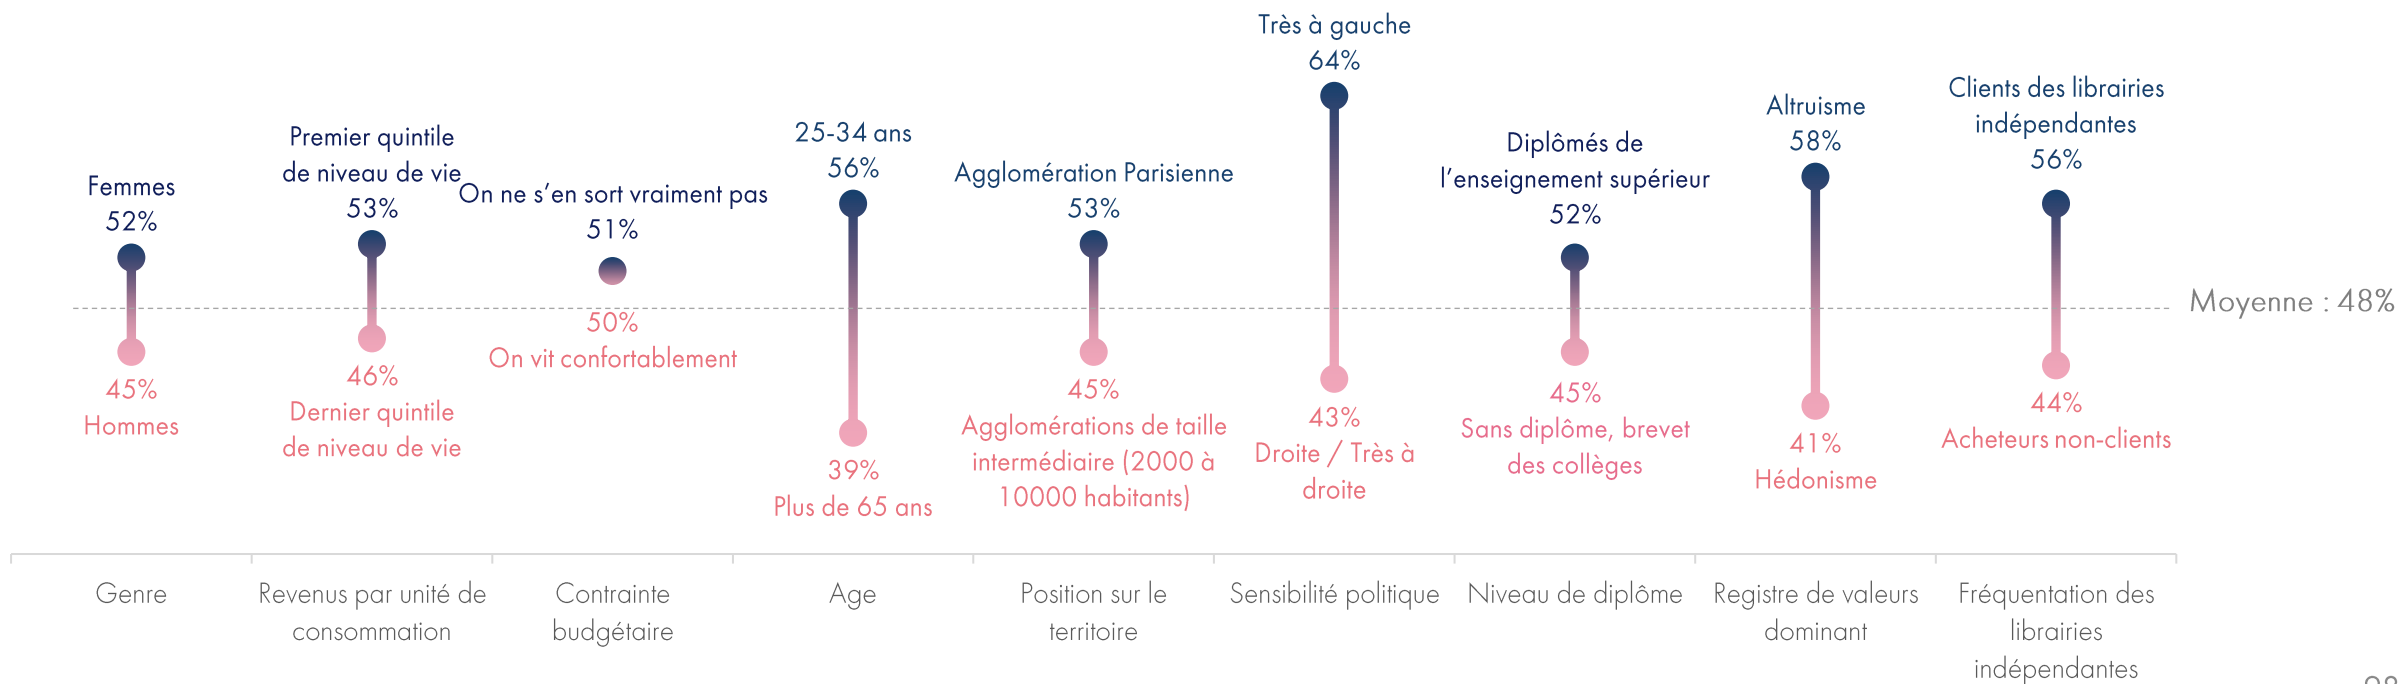 Femmes
52%
45%
Hommes
Premier quintile
de niveau de vie
53%
46%
Dernier quintile
de niveau de vie
On ne s’en sort vraiment pas
51%
50%
On vit confortablement
25-34 ans
56%
39%
Plus de 65 ans
Agglomération Parisienne
53%
45%
Agglomérations de taille
intermédiaire (2000 à
10000 habitants)
Très à gauche
64%
43%
Droite / Très à
droite
Diplômés de
l’enseignement supérieur
52%
45%
Sans diplôme, brevet
des collèges
Altruisme
58%
41%
Hédonisme
Clients des librairies
indépendantes
56%
44%
Acheteurs non-clients
Moyenne : 48%
Genre
Revenus par unité de
consommation
Contrainte
budgétaire
Age
Position sur le
territoire
Sensibilité politique
Niveau de diplôme
Registre de valeurs
dominant
Fréquentation des
librairies
indépendantes